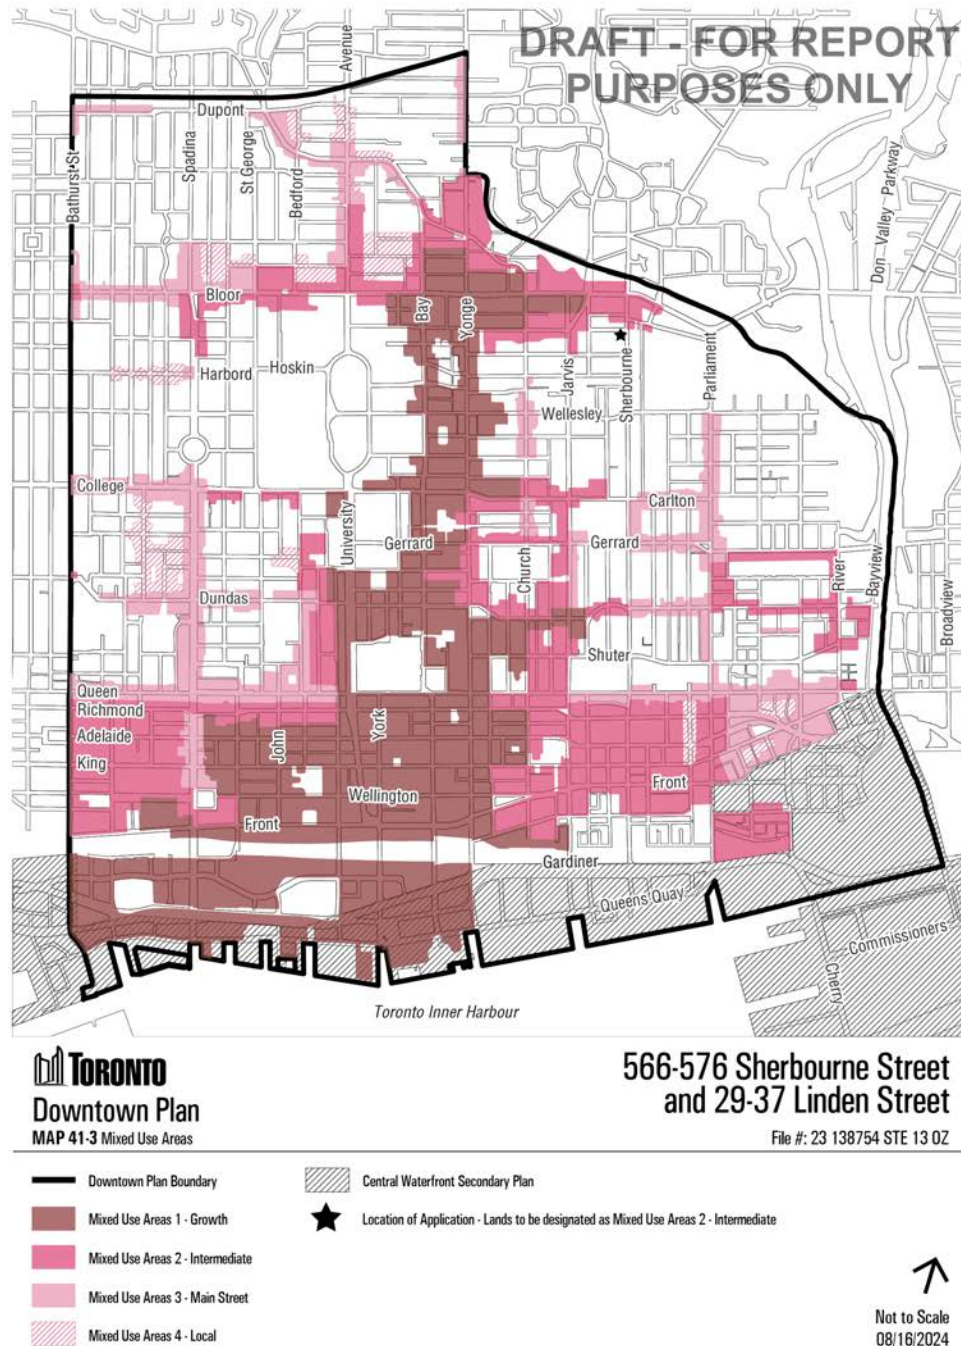 DRAFT - FOR REPORT
PURPOSES ONLY
Avenue
Dupont
Spadina
St George
Bedford
Bathurst St
Don Valley Parkway
Bloor
Bay
Yonge
Harbord
Hoskin
Jarvis
Sherbourne
Parliament
Wellesley
College
University
Carlton
Gerrard
Church
Gerrard
River
Bayview
Broadview
Dundas
Shuter
Queen
Richmond
Adelaide
King
John
York
Wellington
Front
Front
Gardiner
Queens Quay
Commissioners
Cherry
Toronto Inner Harbour
TORONTO
Downtown Plan
MAP 41-3 Mixed Use Areas
566-576 Sherbourne Street
and 29-37 Linden Street
File #: 23 138754 STE 13 OZ
Downtown Plan Boundary
Mixed Use Areas 1 - Growth
Mixed Use Areas 2 - Intermediate
Mixed Use Areas 3 - Main Street
Mixed Use Areas 4 - Local
Central Waterfront Secondary Plan
Location of Application - Lands to be designated as Mixed Use Areas 2 - Intermediate
Not to Scale
08/16/2024